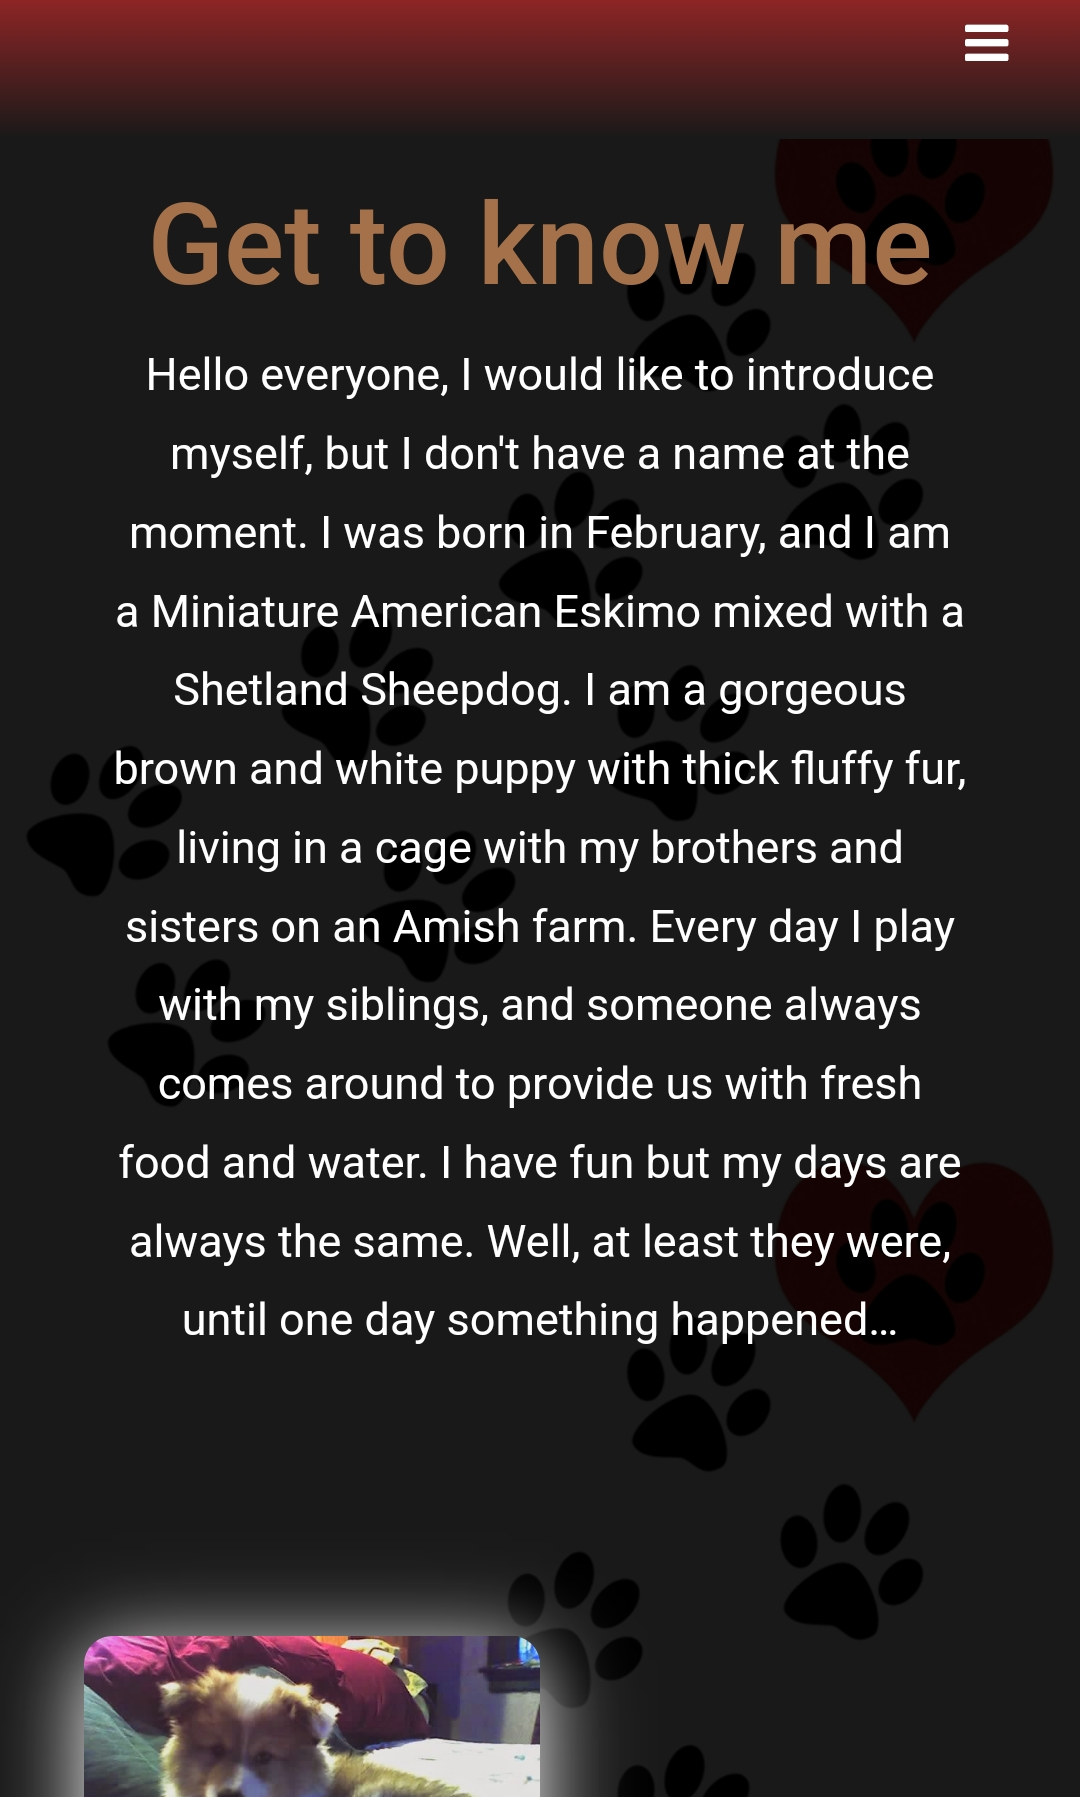 Get to know me
Hello everyone, I would like to introduce
myself, but I don't have a name at the
moment. I was born in February, and I am
a Miniature American Eskimo mixed with a
Shetland Sheepdog. I am a gorgeous
brown and white puppy with thick fluffy fur,
living in a cage with my brothers and
sisters on an Amish farm. Every day I play
with my siblings, and someone always
comes around to provide us with fresh
food and water. I have fun but my days are
always the same. Well, at least they were,
until one day something happened…